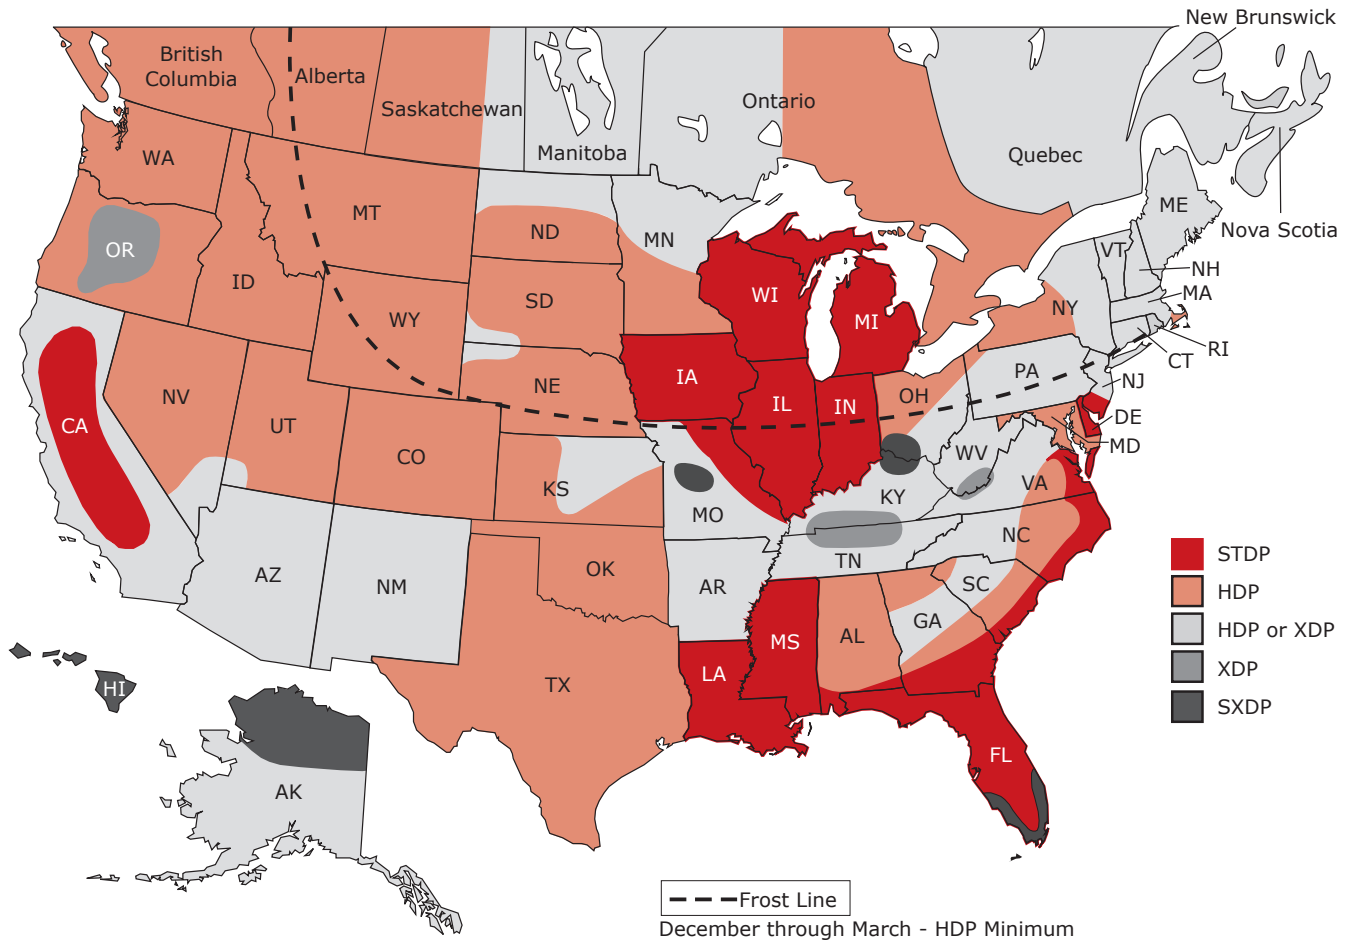 New Brunswick
British
Columbia
Alberta
Saskatchewan
Ontario
Manitoba
Quebec
WA
MT
ND
MN
ME
VT
Nova Scotia
OR
ID
SD
WI
MI
NY
NH
MA
WY
IA
PA
RI
CT
NV
NE
IL
IN
OH
NJ
CA
UT
CO
DE
MD
KS
MO
KY
WV
VA
AZ
NM
OK
AR
TN
NC
SC
GA
STDP
HDP
HDP or XDP
XDP
SXDP
HI
TX
LA
MS
AL
FL
AK
Frost Line
December through March - HDP Minimum